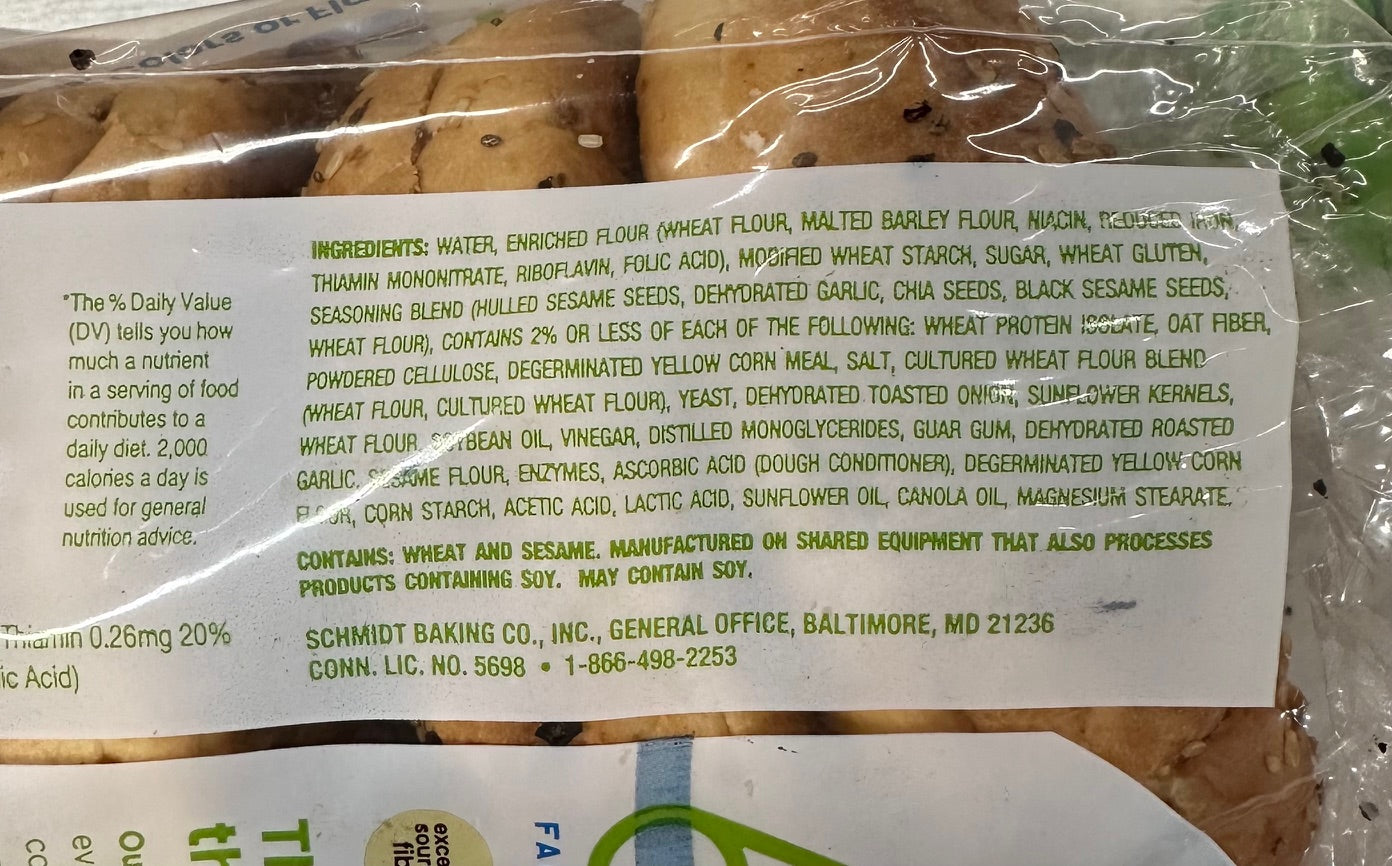 olors or Fl
INGREDIENTS: WATER, ENRICHED FLOUR (WHEAT FLOUR, MALTED BARLEY FLOUR, NIACIN, REDUCED IRON,
THIAMIN MONONITRATE, RIBOFLAVIN, FOLIC ACID), MODIFIED WHEAT STARCH, SUGAR, WHEAT GLUTEN,
SEASONING BLEND (HULLED SESAME SEEDS, DEHYDRATED GARLIC, CHIA SEEDS, BLACK SESAME SEEDS,
WHEAT FLOUR), CONTAINS 2% OR LESS OF EACH OF THE FOLLOWING: WHEAT PROTEIN ISOLATE, OAT FIBER,
POWDERED CELLULOSE, DEGERMINATED YELLOW CORN MEAL, SALT, CULTURED WHEAT FLOUR BLEND
(WHEAT FLOUR, CULTURED WHEAT FLOUR), YEAST, DEHYDRATED TOASTED ONION, SUNFLOWER KERNELS,
WHEAT FLOUR, SOYBEAN OIL, VINEGAR, DISTILLED MONOGLYCERIDES, GUAR GUM, DEHYDRATED ROASTED
GARLIC, SESAME FLOUR, ENZYMES, ASCORBIC ACID (DOUGH CONDITIONER), DEGERMINATED YELLOW CORN
FLOUR, CORN STARCH, ACETIC ACID, LACTIC ACID, SUNFLOWER OIL, CANOLA OIL, MAGNESIUM STEARATE.
CONTAINS: WHEAT AND SESAME. MANUFACTURED ON SHARED EQUIPMENT THAT ALSO PROCESSES
PRODUCTS CONTAINING SOY. MAY CONTAIN SOY.
SCHMIDT BAKING CO., INC., GENERAL OFFICE, BALTIMORE, MD 21236
CONN. LIC. NO. 5698 • 1-866-498-2253
*The % Daily Value
(DV) tells you how
much a nutrient
in a serving of food
contributes to a
daily diet. 2,000
calories a day is
used for general
nutrition advice.
Thiamin 0.26mg 20%
ic Acid)
exce
sour
fib
FA